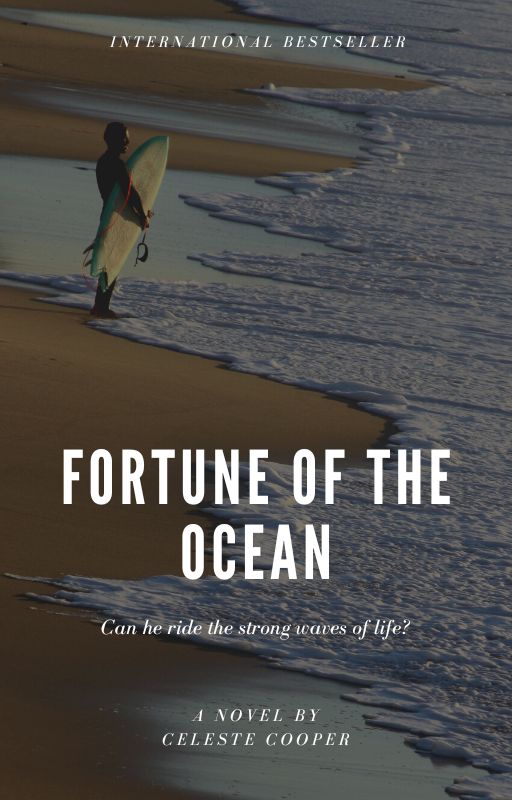 INTERNATIONAL BESTSELLER
FORTUNE OF THE
OCEAN
Can he ride the strong waves of life?
A NOVEL BY
CELESTE COOPER